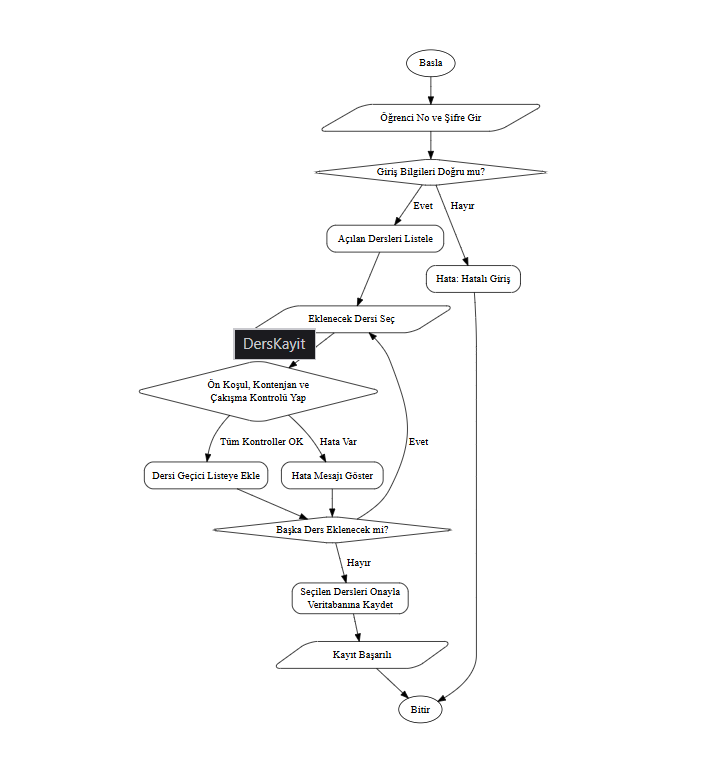 Basla
Öğrenci No ve Şifre Gir
Giriş Bilgileri Doğru mu?
Evet
Hayır
Açılan Dersleri Listele
Hata: Hatalı Giriş
Eklenecek Dersi Seç
DersKayit
Ön Koşul, Kontenjan ve
Çakışma Kontrolü Yap
Tüm Kontroller OK
Hata Var
Evet
Dersi Geçici Listeye Ekle
Hata Mesajı Göster
Başka Ders Eklenecek mi?
Hayır
Seçilen Dersleri Onayla
Veritabanına Kaydet
Kayıt Başarılı
Bitir